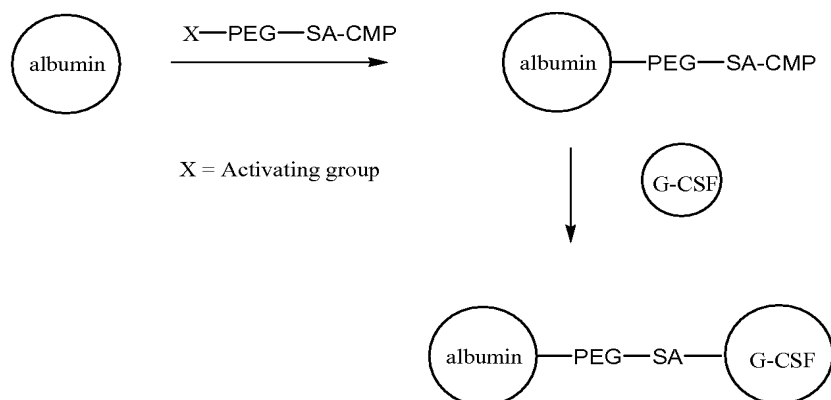 X—PEG—SA-CMP
albumin
albumin—PEG—SA-CMP
X = Activating group
G-CSF
albumin—PEG—SA—G-CSF